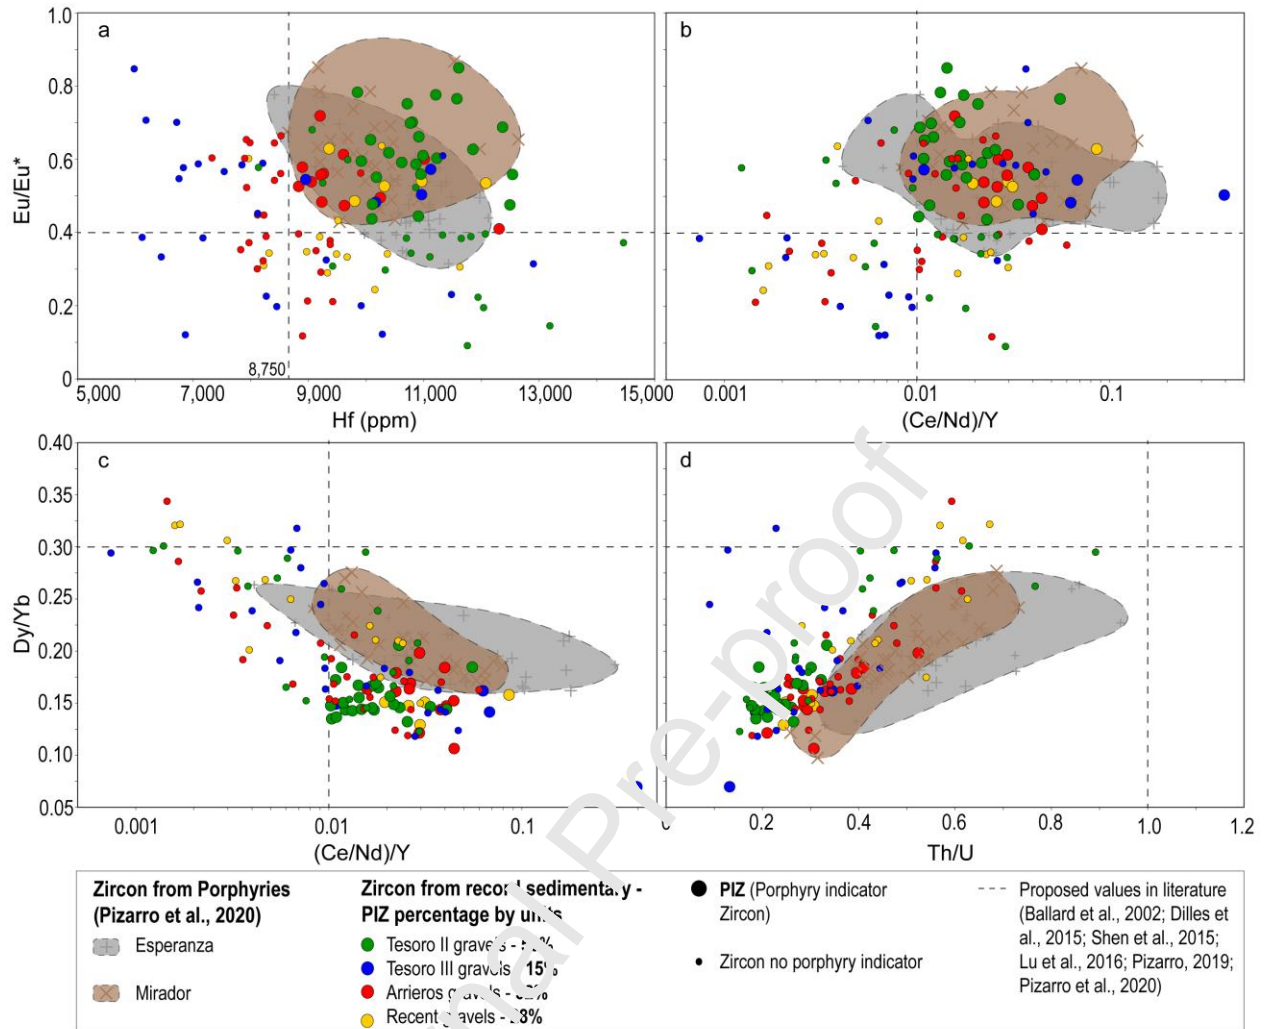 a
b
1.0
0.8
0.6
0.4
0.2
0
Eu/Eu*
8,750
5,000 7,000 9,000 11,000 13,000 15,000
Hf (ppm)
0.001 0.01 0.1
(Ce/Nd)/Y
c
d
0.40
0.35
0.30
0.25
0.20
0.15
0.10
0.05
Dy/Yb
0.001 0.01 0.1
(Ce/Nd)/Y
0 0.2 0.4 0.6 0.8 1.0 1.2
Th/U
Pre-proof
Zircon from Porphyries
(Pizarro et al., 2020)
Esperanza
Mirador
Zircon from record sedimentary -
PIZ percentage by units
Tesoro II gravels -
Tesoro III gravels 15%
Arrieros gravels -
Recent gravels -
PIZ (Porphyry indicator
Zircon)
Zircon no porphyry indicator
Proposed values in literature
(Ballard et al., 2002; Dilles et
al., 2015; Shen et al., 2015;
Lu et al., 2016; Pizarro, 2019;
Pizarro et al., 2020)